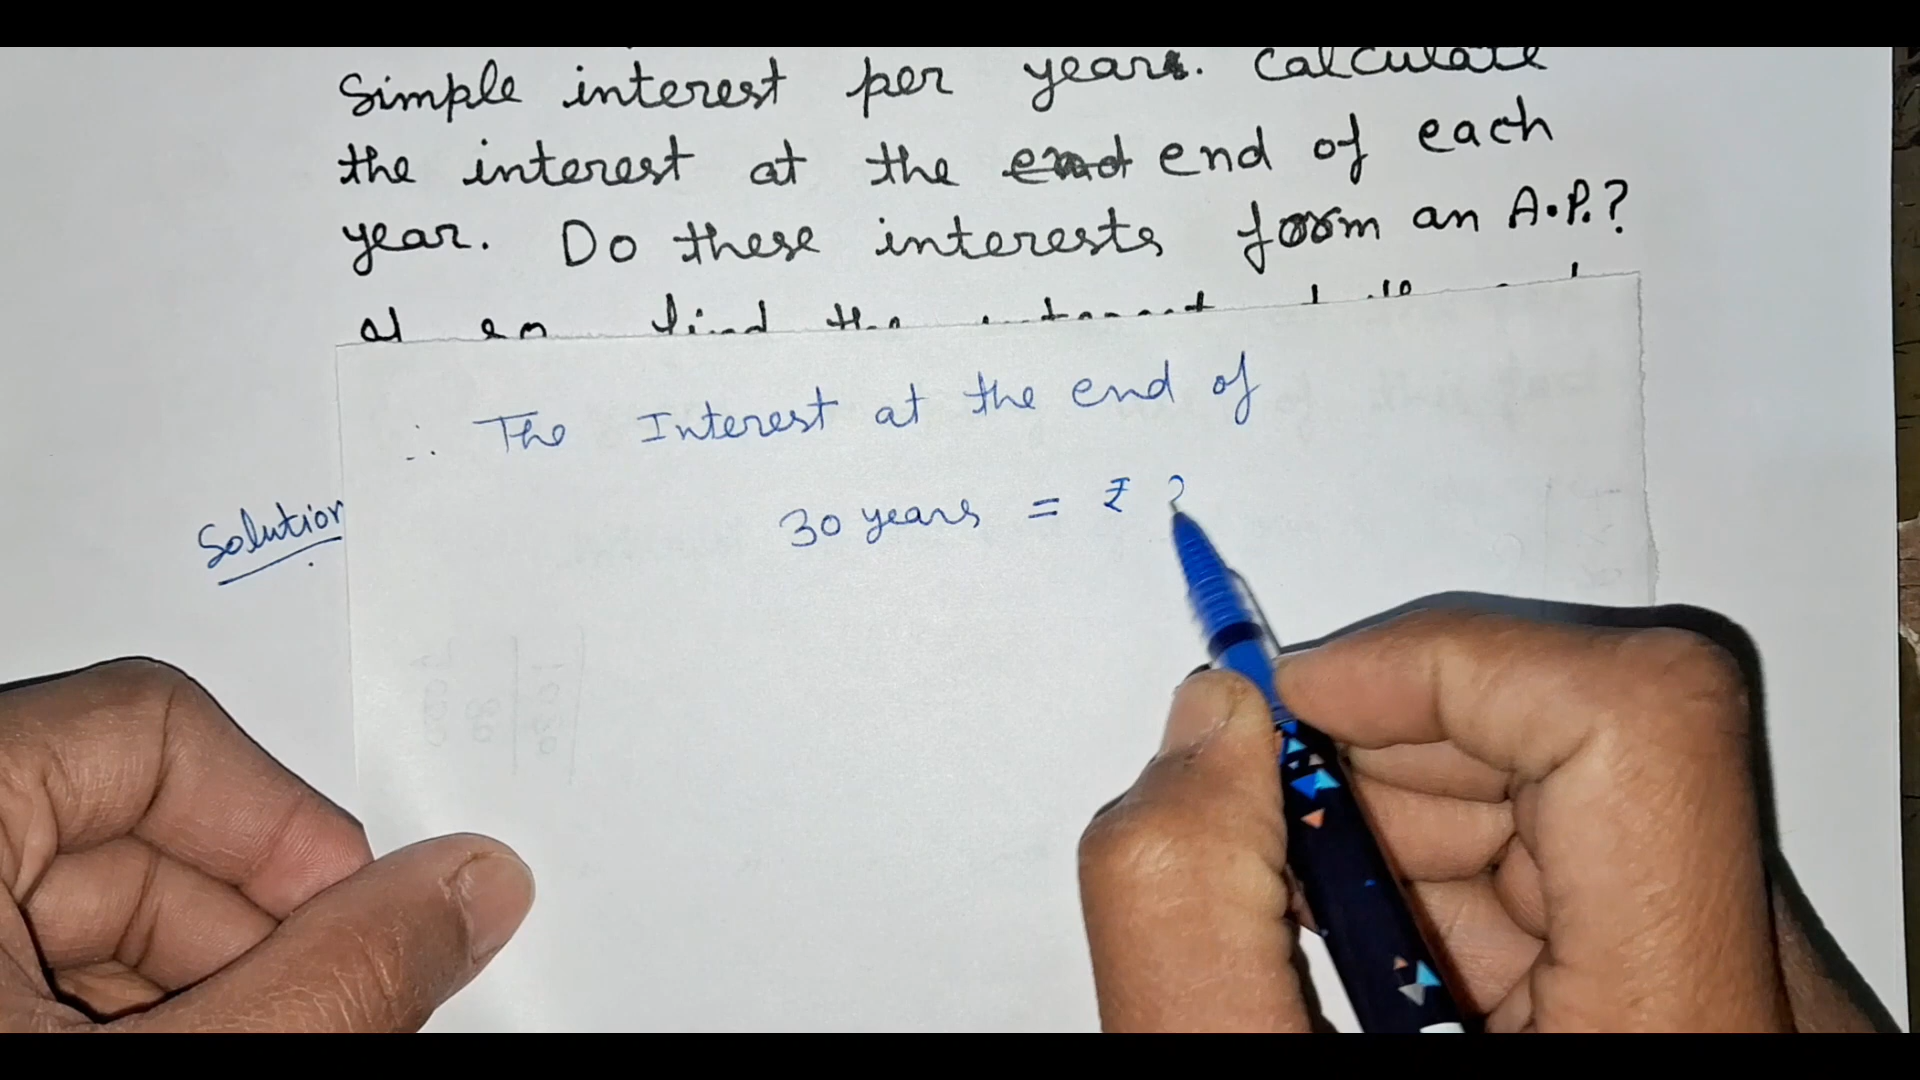 Simple interest per year. Calculate
the interest at the end end of each
year. Do these interests form an A.P.?
∴ The Interest at the end of
30 years = ₹
Solution